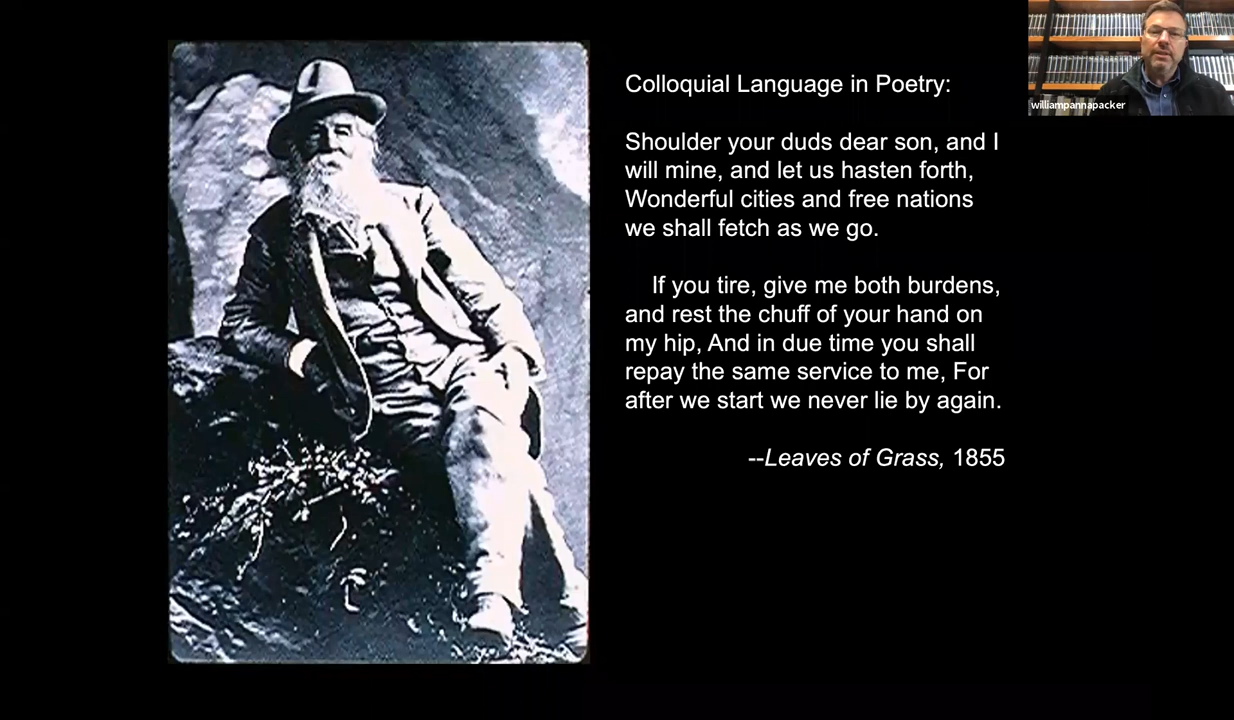 Colloquial Language in Poetry:
Shoulder your duds dear son, and I
will mine, and let us hasten forth,
Wonderful cities and free nations
we shall fetch as we go.
If you tire, give me both burdens,
and rest the chuff of your hand on
my hip, And in due time you shall
repay the same service to me, For
after we start we never lie by again.
--Leaves of Grass, 1855
williampannapacker